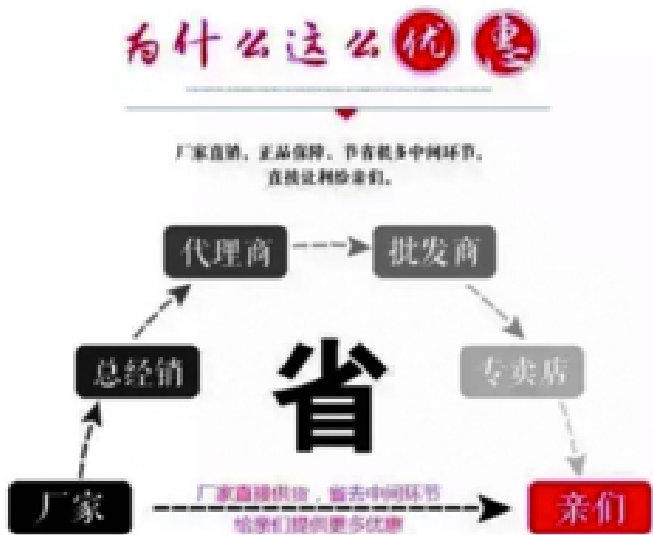 为什么这么优惠
厂家直销，正品保障，节省很多中间环节，
直接让利给亲们。
代理商
批发商
总经销
省
专卖店
厂家
厂家直接供货，省去中间环节
给亲们提供更多优惠
亲们